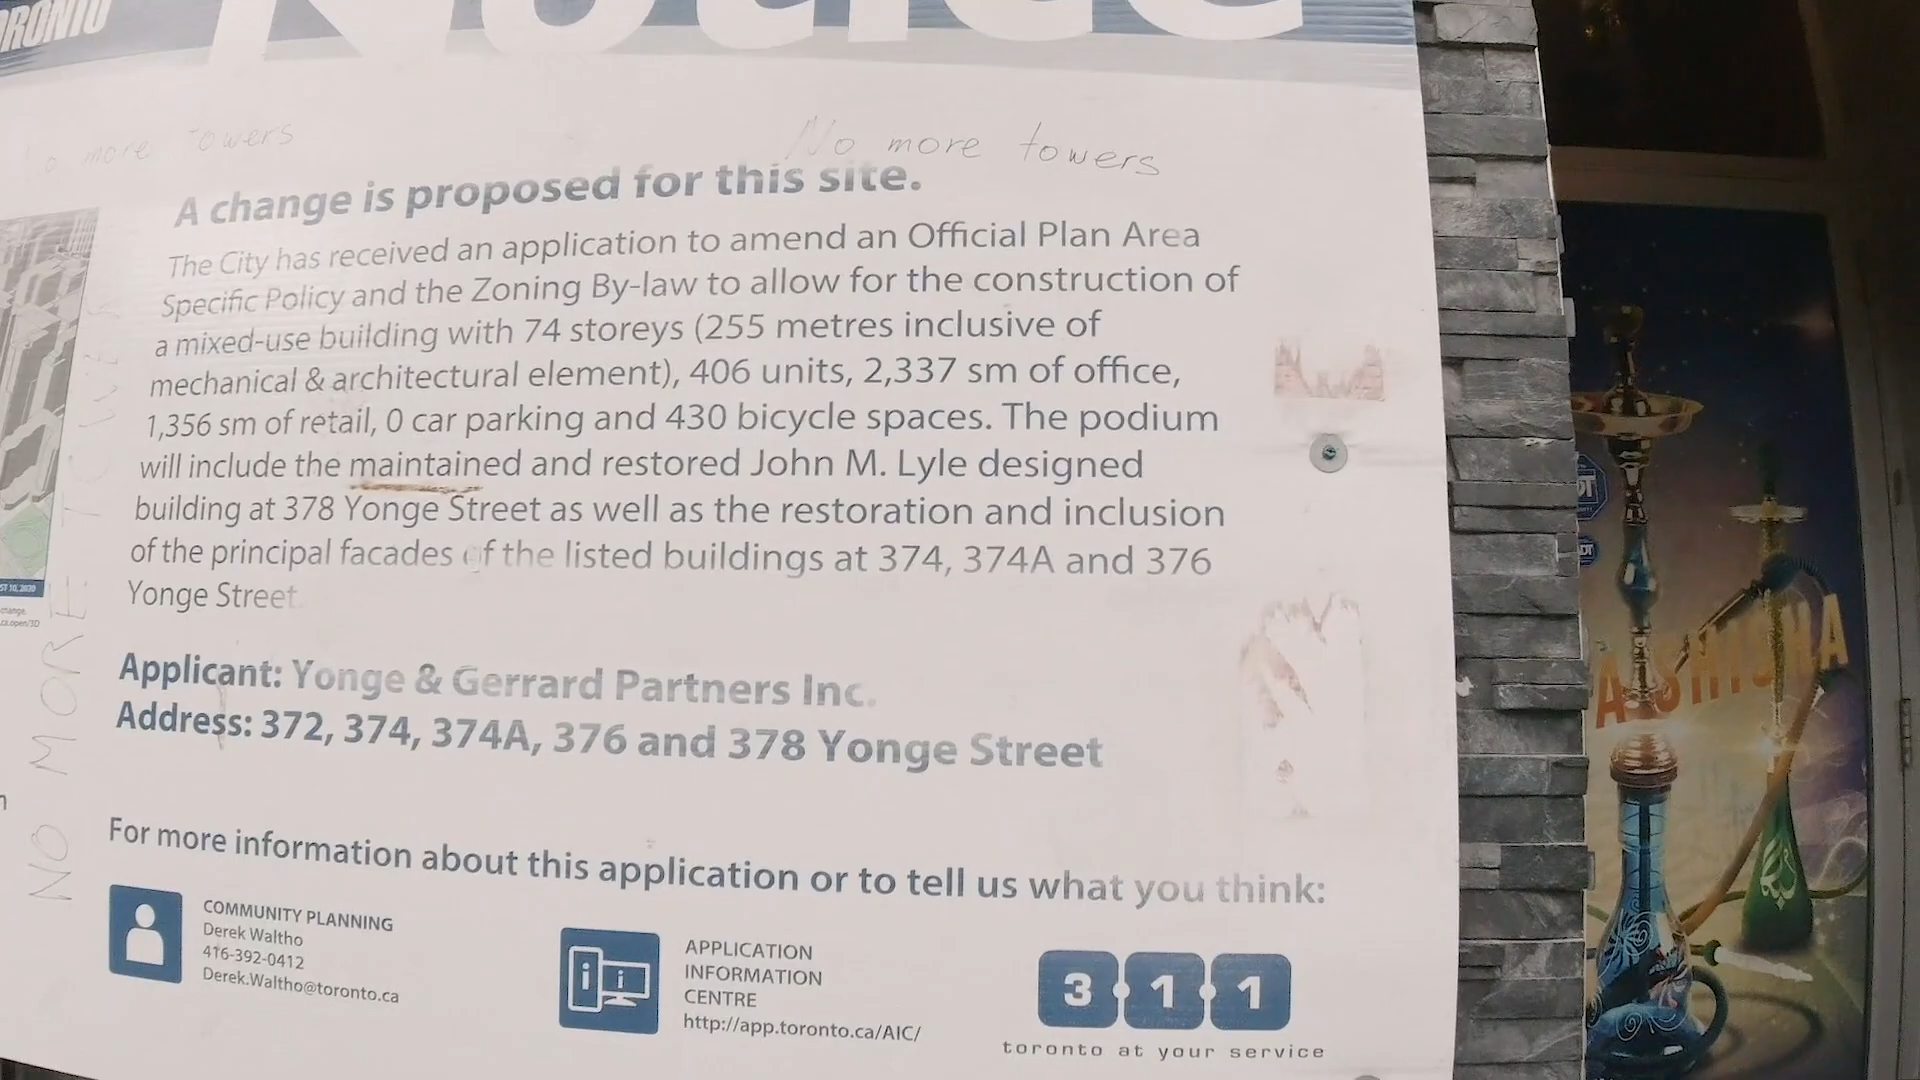 Notice
No more towers
more towers
A change is proposed for this site.
The City has received an application to amend an Official Plan Area
Specific Policy and the Zoning By-law to allow for the construction of
a mixed-use building with 74 storeys (255 metres inclusive of
mechanical & architectural element), 406 units, 2,337 sm of office,
1,356 sm of retail, 0 car parking and 430 bicycle spaces. The podium
will include the maintained and restored John M. Lyle designed
building at 378 Yonge Street as well as the restoration and inclusion
of the principal facades of the listed buildings at 374, 374A and 376
Yonge Street
Applicant: Yonge & Gerrard Partners Inc.
Address: 372, 374, 374A, 376 and 378 Yonge Street
NO MORE
For more information about this application or to tell us what you think:
COMMUNITY PLANNING
Derek Waltho
416-392-0412
Derek.Waltho@toronto.ca
APPLICATION
INFORMATION
CENTRE
http://app.toronto.ca/AIC/
3 1 1
toronto at your service
SHISHA